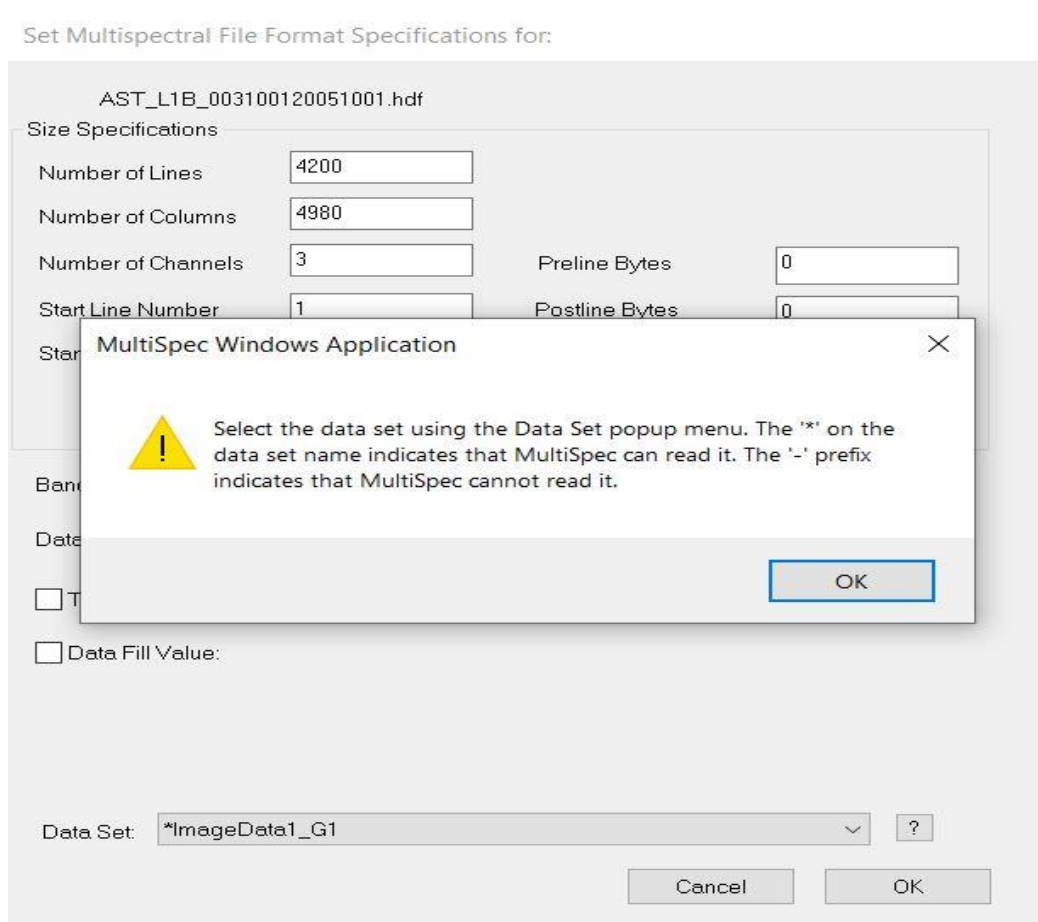 Set Multispectral File Format Specifications for:
AST_L1B_003100120051001.hdf
Size Specifications
Number of Lines 4200
Number of Columns 4980
Number of Channels 3 Preline Bytes 0
Start Line Number 1 Postline Bytes 0
MultiSpec Windows Application
Select the data set using the Data Set popup menu. The '*' on the
data set name indicates that MultiSpec can read it. The '-' prefix
indicates that MultiSpec cannot read it.
OK
Data Fill Value:
Data Set: *ImageData1_G1 ?
Cancel OK